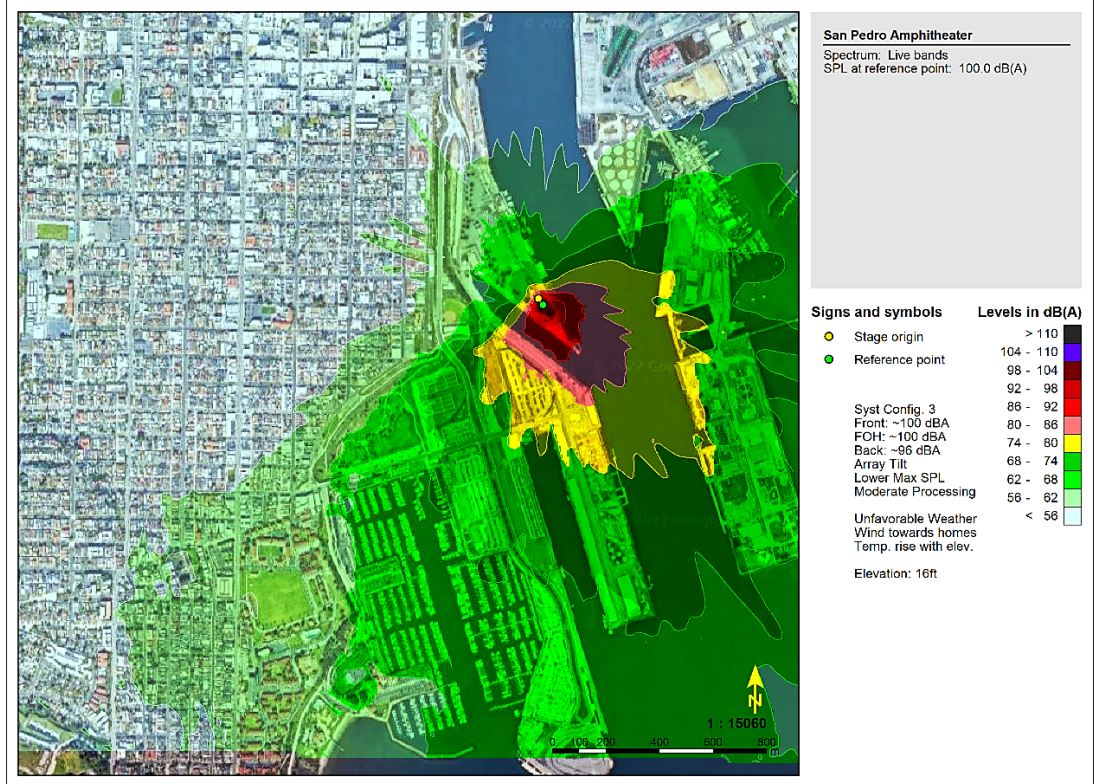 San Pedro Amphitheater
Spectrum: Live bands
SPL at reference point: 100.0 dB(A)
Signs and symbols
Stage origin
Reference point
Syst Config. 3
Front: ~100 dBA
FOH: ~100 dBA
Back: ~96 dBA
Array Tilt
Lower Max SPL
Moderate Processing
Unfavorable Weather
Wind towards homes
Temp. rise with elev.
Elevation: 16ft
Levels in dB(A)
> 110
104 - 110
98 - 104
92 - 98
86 - 92
80 - 86
74 - 80
68 - 74
62 - 68
56 - 62
< 56
N
1 : 15060
0 100 200 400 600 800 m